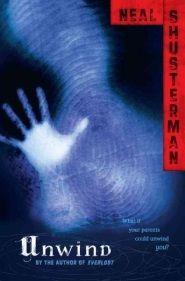 NEAL
SHUSTERMAN
what if
your parents
could unwind
you?
Unwind
BY THE AUTHOR OF EVERLOST